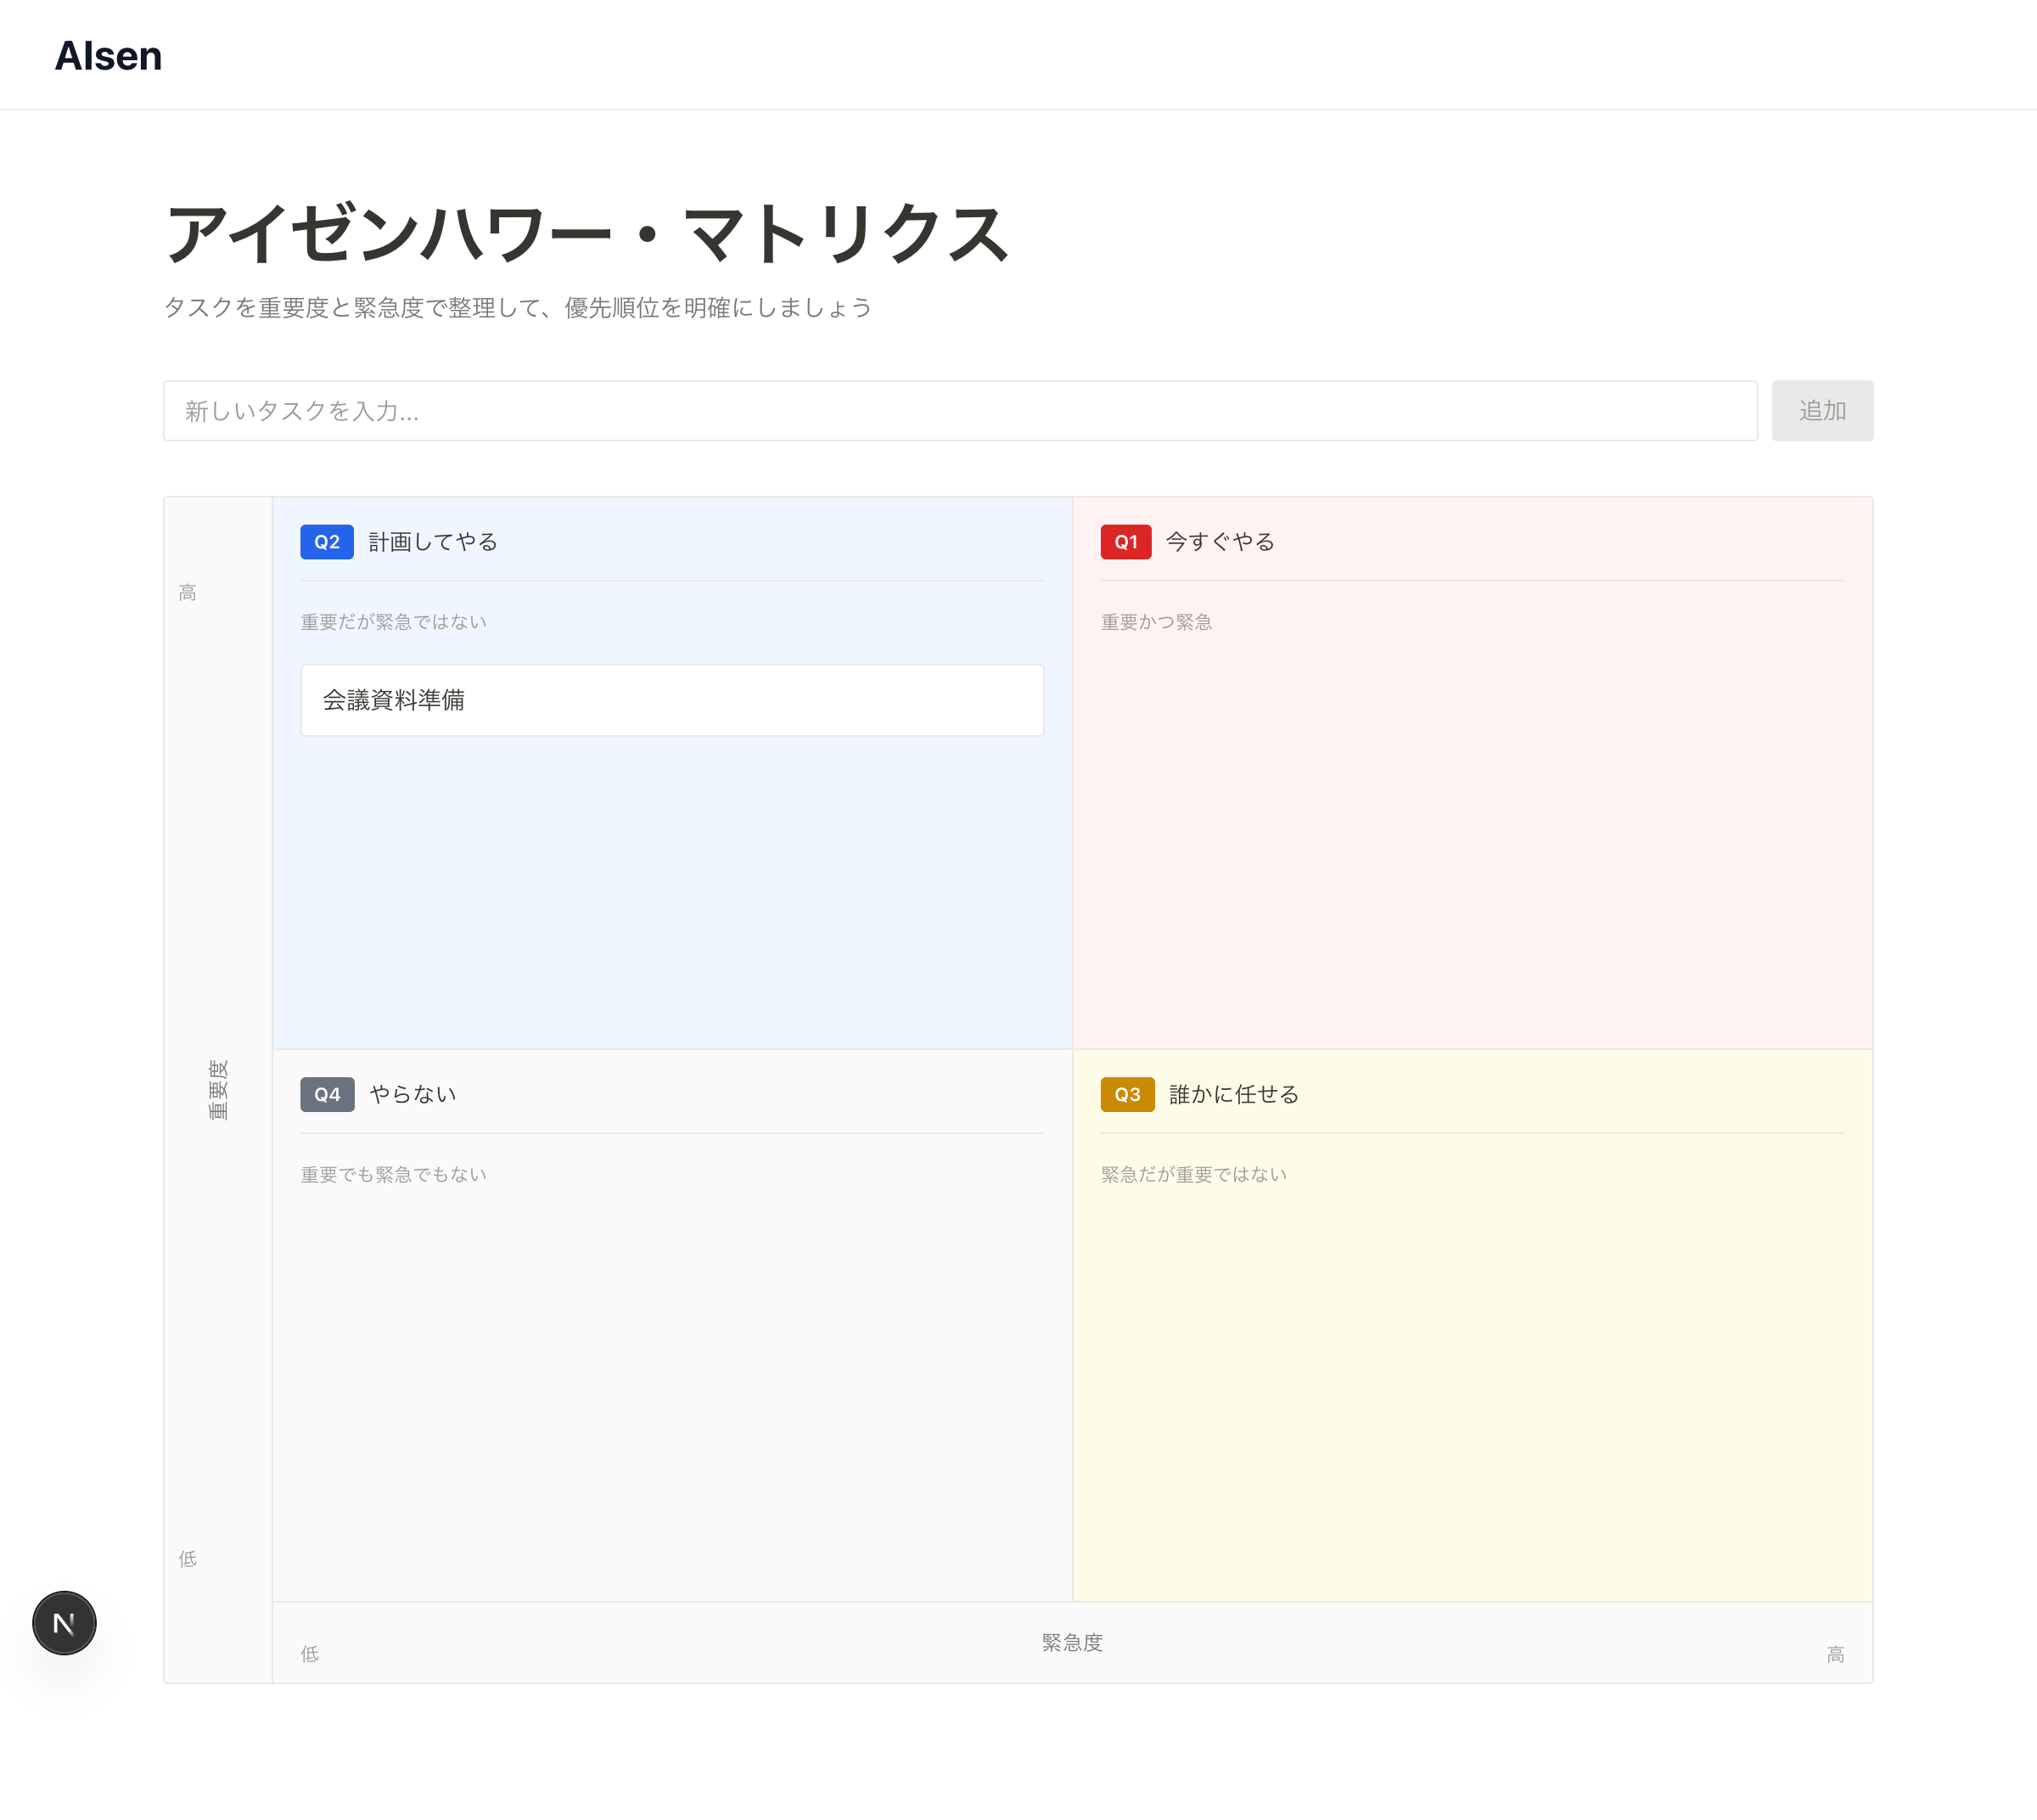 AIsen
アイゼンハワー・マトリクス
タスクを重要度と緊急度で整理して、優先順位を明確にしましょう
新しいタスクを入力...
追加
高
重要度
低
Q2 計画してやる
重要だが緊急ではない
会議資料準備
Q1 今すぐやる
重要かつ緊急
Q4 やらない
重要でも緊急でもない
Q3 誰かに任せる
緊急だが重要ではない
低
緊急度
高
N